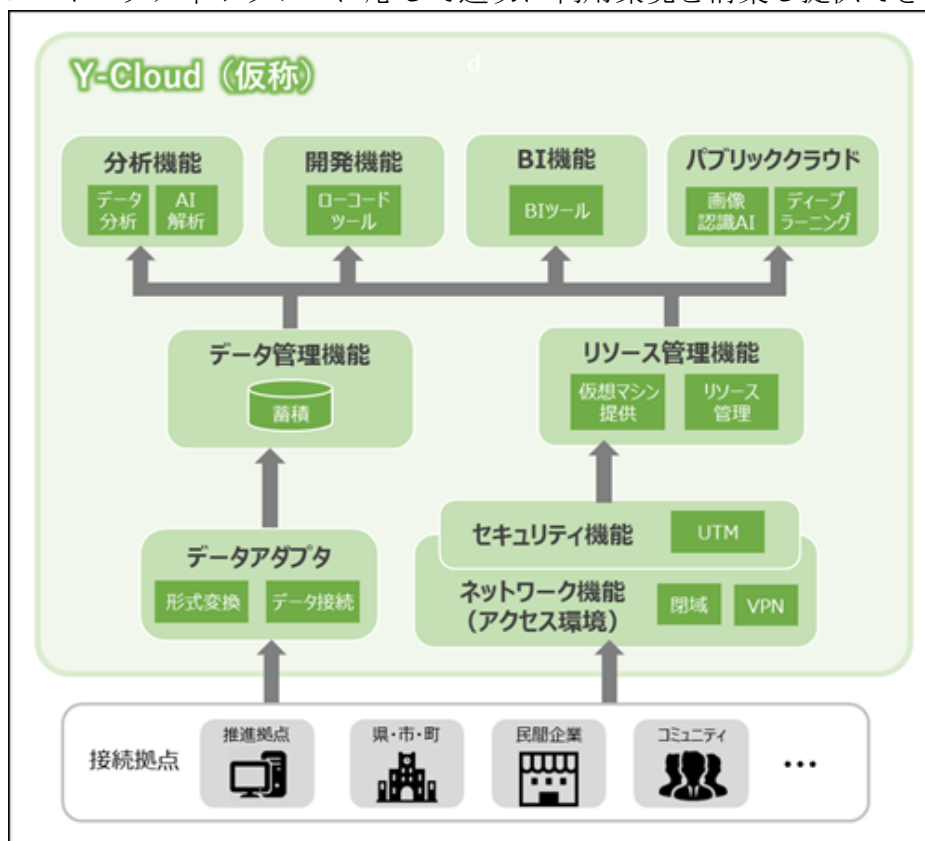 Y-Cloud（仮称）
d
分析機能
データ
分析
AI
解析
開発機能
ローコード
ツール
BI機能
BIツール
パブリッククラウド
画像
認識AI
ディープ
ラーニング
データ管理機能
蓄積
リソース管理機能
仮想マシン
提供
リソース
管理
データアダプタ
形式変換
データ接続
セキュリティ機能
UTM
ネットワーク機能
（アクセス環境）
閉域
VPN
接続拠点
推進拠点
県・市・町
民間企業
コミュニティ
…